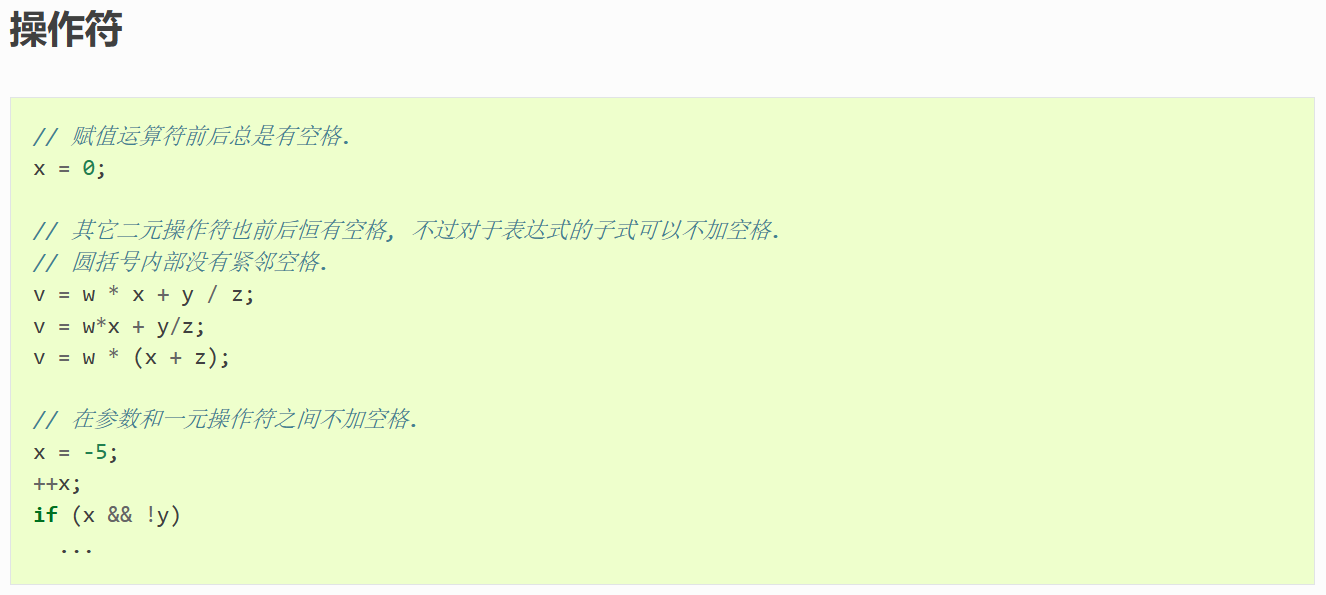 操作符
// 赋值运算符前后总是有空格.
x = 0;
// 其它二元操作符也前后恒有空格, 不过对于表达式的子式可以不加空格.
// 圆括号内部没有紧邻空格.
v = w * x + y / z;
v = w*x + y/z;
v = w * (x + z);
// 在参数和一元操作符之间不加空格.
x = -5;
++x;
if (x && !y)
  ...